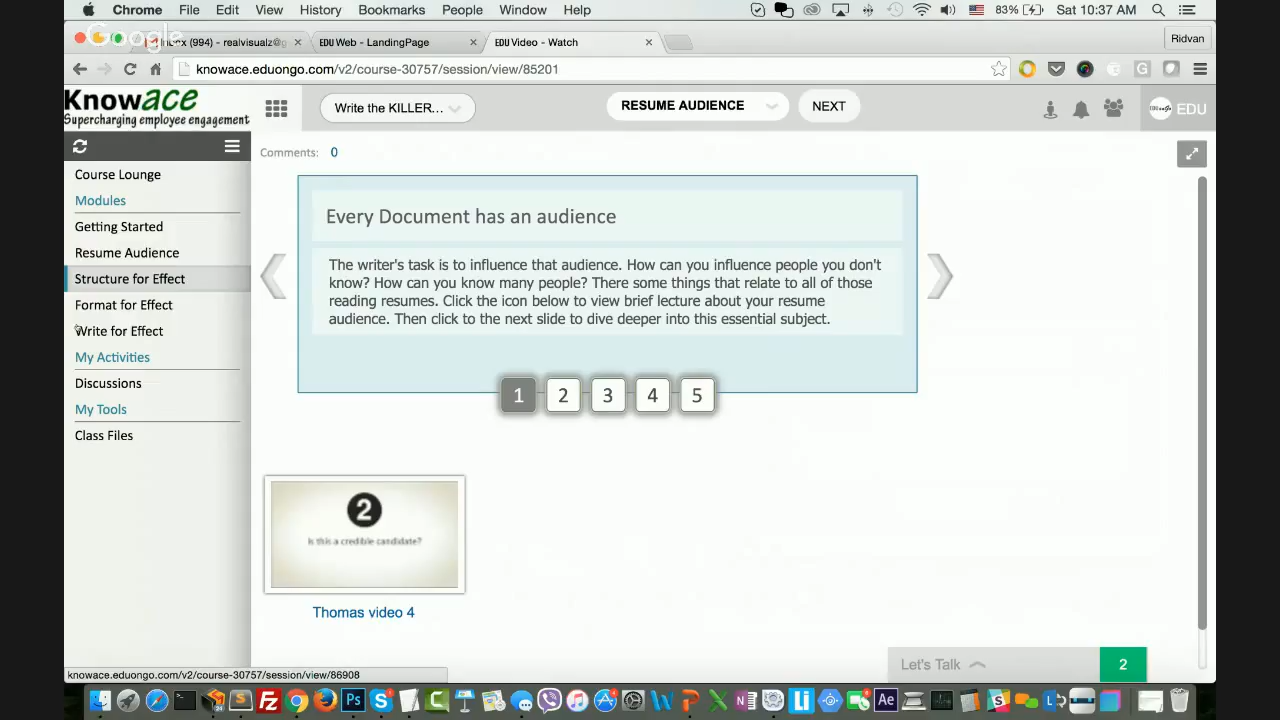 Chrome File Edit View History Bookmarks People Window Help 83% Sat 10:37 AM
Google
Inbox (994) - realvisualz@g
EDU Web - LandingPage
EDU Video - Watch
Ridvan
knowace.eduongo.com/v2/course-30757/session/view/85201
KnowACE
Supercharging employee engagement
Write the KILLER...
RESUME AUDIENCE
NEXT
EDU
Comments: 0
Course Lounge
Modules
Getting Started
Resume Audience
Structure for Effect
Format for Effect
Write for Effect
My Activities
Discussions
My Tools
Class Files
Every Document has an audience
The writer's task is to influence that audience. How can you influence people you don't
know? How can you know many people? There some things that relate to all of those
reading resumes. Click the icon below to view brief lecture about your resume
audience. Then click to the next slide to dive deeper into this essential subject.
1 2 3 4 5
2
Is this a credible candidate?
Thomas video 4
Let's Talk
2
knowace.eduongo.com/v2/course-30757/session/view/86908